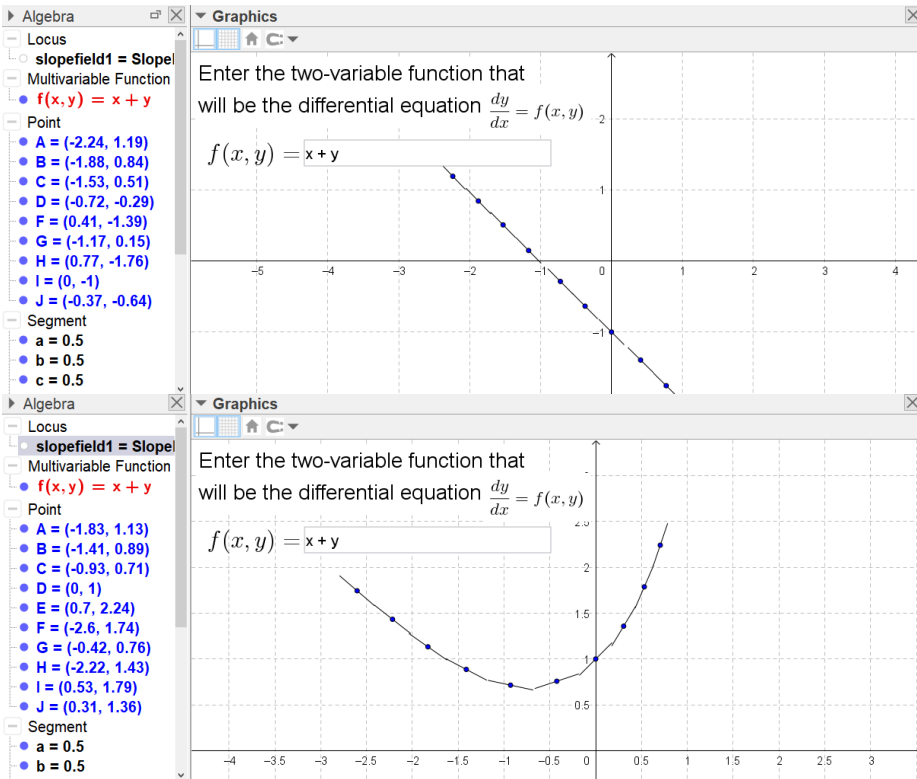 Algebra
Locus
slopefield1 = Slopel
Multivariable Function
f(x,y) = x + y
Point
A = (-2.24, 1.19)
B = (-1.88, 0.84)
C = (-1.53, 0.51)
D = (-0.72, -0.29)
F = (0.41, -1.39)
G = (-1.17, 0.15)
H = (0.77, -1.76)
I = (0, -1)
J = (-0.37, -0.64)
Segment
a = 0.5
b = 0.5
c = 0.5
Graphics
Enter the two-variable function that
will be the differential equation dy/dx = f(x, y)
f(x, y) = x + y
2
1
-5 -4 -3 -2 -1 0 1 2 3 4
-1
Algebra
Locus
slopefield1 = Slopel
Multivariable Function
f(x,y) = x + y
Point
A = (-1.83, 1.13)
B = (-1.41, 0.89)
C = (-0.93, 0.71)
D = (0, 1)
E = (0.7, 2.24)
F = (-2.6, 1.74)
G = (-0.42, 0.76)
H = (-2.22, 1.43)
I = (0.53, 1.79)
J = (0.31, 1.36)
Segment
a = 0.5
b = 0.5
Graphics
Enter the two-variable function that
will be the differential equation dy/dx = f(x, y)
f(x, y) = x + y
2.5
2
1.5
1
0.5
-4 -3.5 -3 -2.5 -2 -1.5 -1 -0.5 0 0.5 1 1.5 2 2.5 3